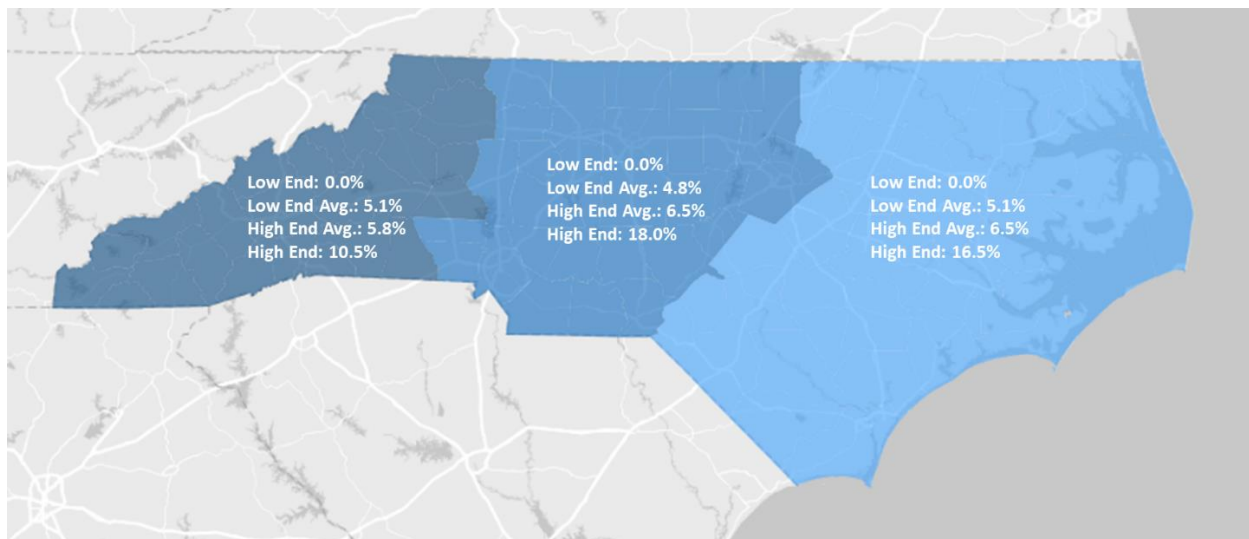 Low End: 0.0%
Low End Avg.: 5.1%
High End Avg.: 5.8%
High End: 10.5%
Low End: 0.0%
Low End Avg.: 4.8%
High End Avg.: 6.5%
High End: 18.0%
Low End: 0.0%
Low End Avg.: 5.1%
High End Avg.: 6.5%
High End: 16.5%